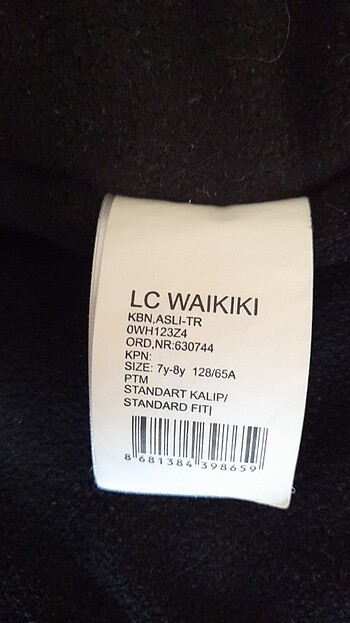 LC WAIKIKI
KBN,ASLI-TR
0WH123Z4
ORD,NR:630744
KPN:
SIZE: 7y-8y 128/65A
PTM
STANDART KALIP/
STANDARD FIT|
8 681384 398659